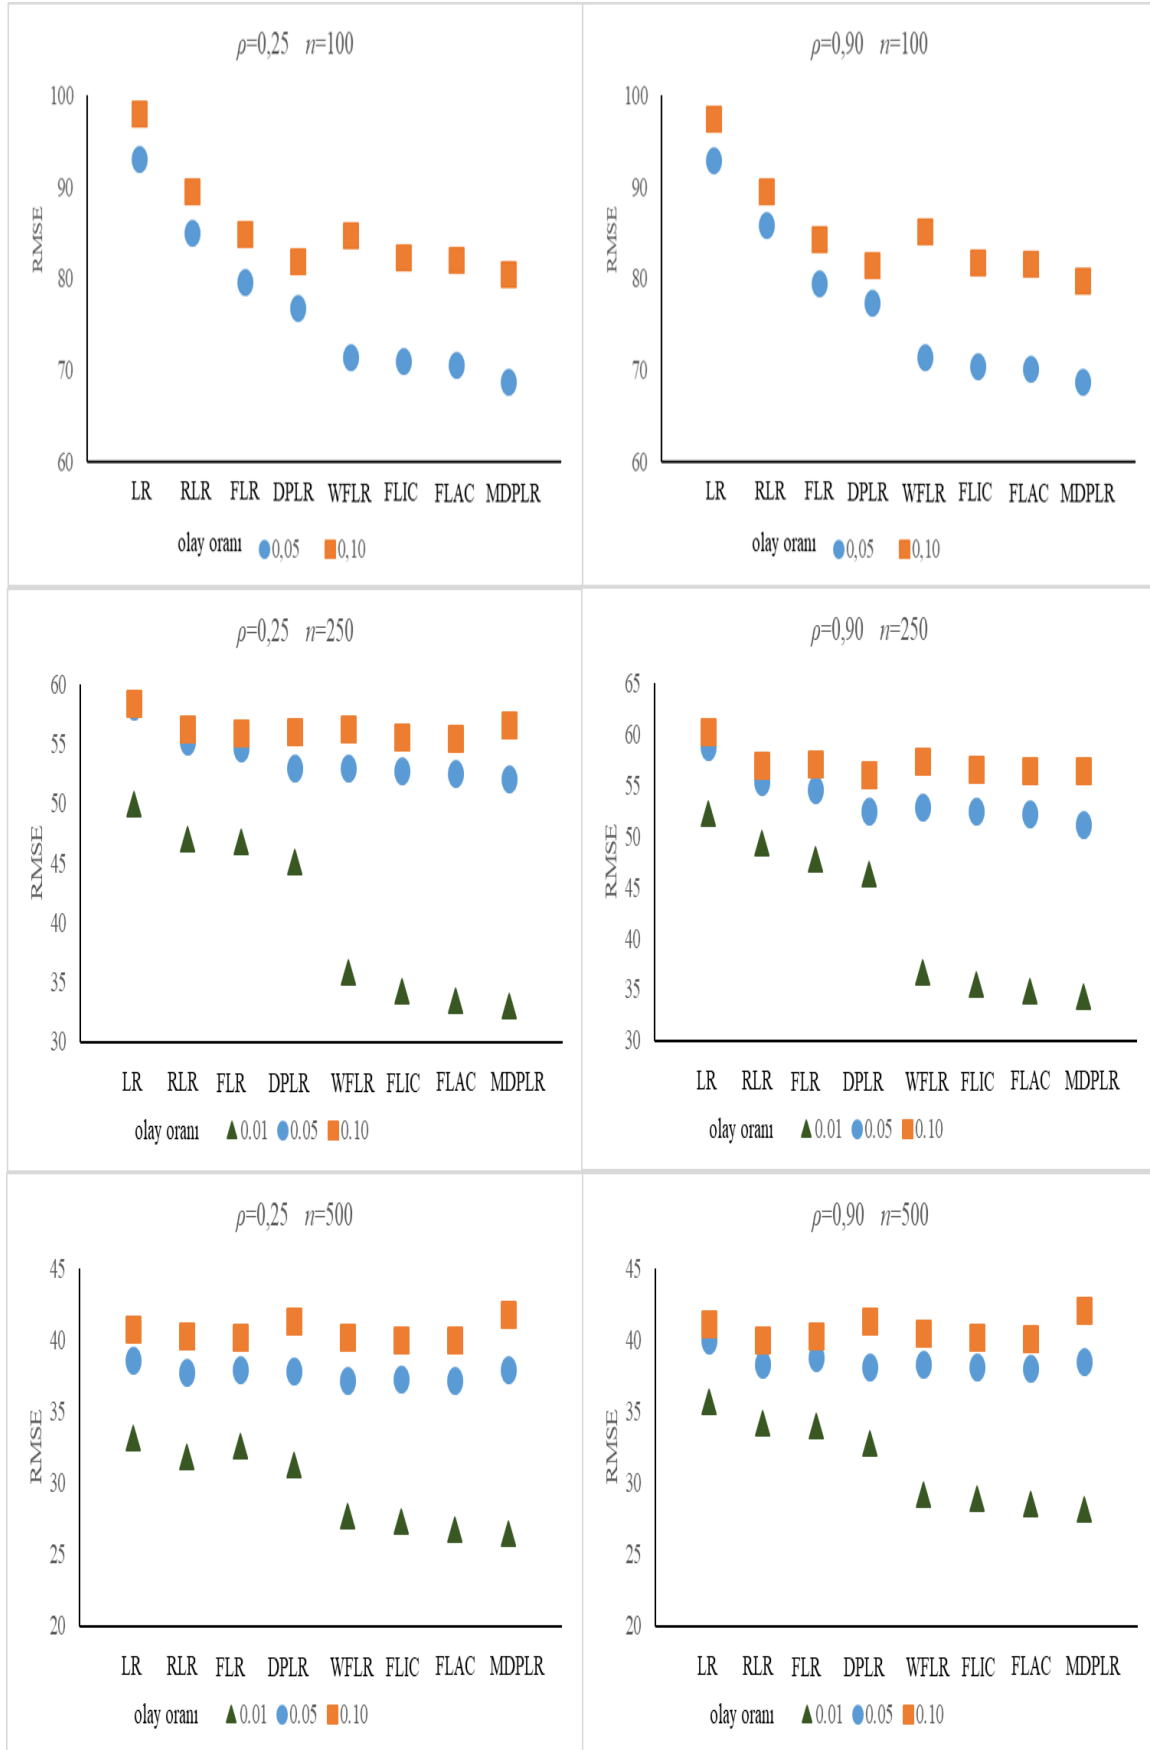 ρ=0,25 n=100
100
90
80
70
60
RMSE
LR RLR FLR DPLR WFLR FLIC FLAC MDPLR
olay oranı 0,05 0,10
ρ=0,90 n=100
100
90
80
70
60
RMSE
LR RLR FLR DPLR WFLR FLIC FLAC MDPLR
olay oranı 0,05 0,10
ρ=0,25 n=250
60
55
50
45
40
35
30
RMSE
LR RLR FLR DPLR WFLR FLIC FLAC MDPLR
olay oranı 0.01 0.05 0.10
ρ=0,90 n=250
65
60
55
50
45
40
35
30
RMSE
LR RLR FLR DPLR WFLR FLIC FLAC MDPLR
olay oranı 0.01 0.05 0.10
ρ=0,25 n=500
45
40
35
30
25
20
RMSE
LR RLR FLR DPLR WFLR FLIC FLAC MDPLR
olay oranı 0.01 0.05 0.10
ρ=0,90 n=500
45
40
35
30
25
20
RMSE
LR RLR FLR DPLR WFLR FLIC FLAC MDPLR
olay oranı 0.01 0.05 0.10